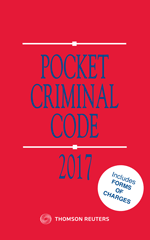 POCKET
CRIMINAL
CODE
2017
Includes
FORMS
OF
CHARGES
THOMSON REUTERS